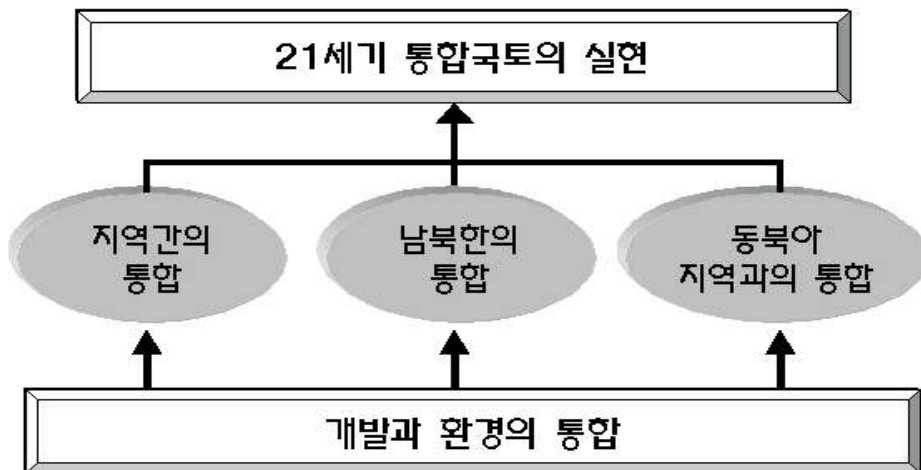 21세기 통합국토의 실현
지역간의
통합
남북한의
통합
동북아
지역과의 통합
개발과 환경의 통합